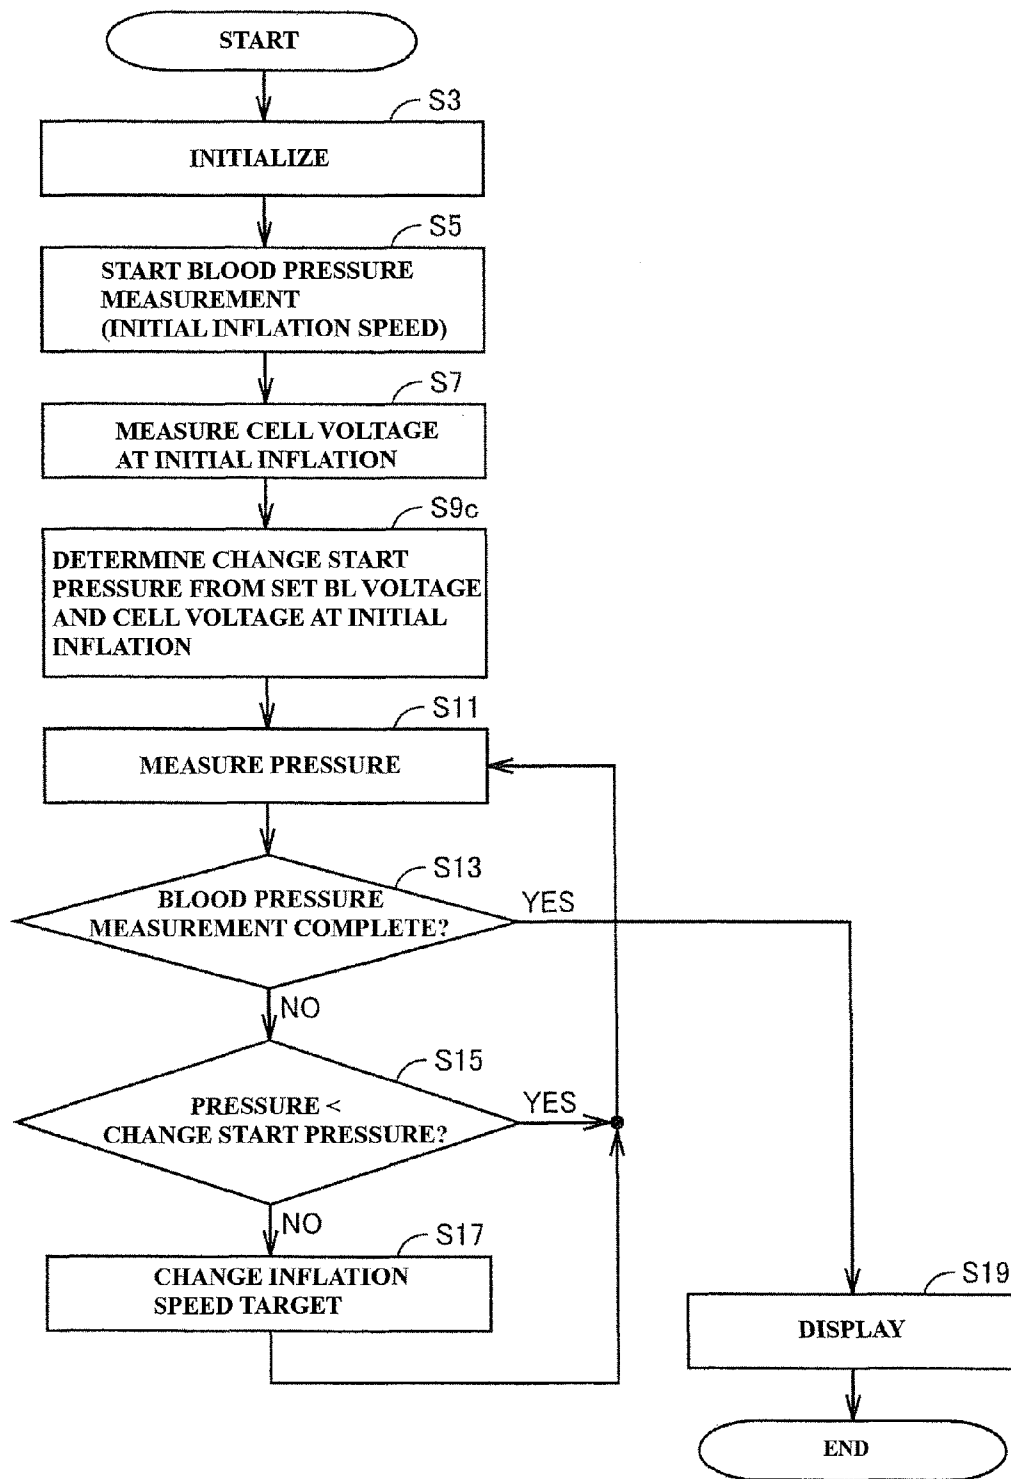 START
S3
INITIALIZE
S5
START BLOOD PRESSURE
MEASUREMENT
(INITIAL INFLATION SPEED)
S7
MEASURE CELL VOLTAGE
AT INITIAL INFLATION
S9c
DETERMINE CHANGE START
PRESSURE FROM SET BL VOLTAGE
AND CELL VOLTAGE AT INITIAL
INFLATION
S11
MEASURE PRESSURE
S13
BLOOD PRESSURE
MEASUREMENT COMPLETE?
YES
NO
S15
PRESSURE <
CHANGE START PRESSURE?
YES
NO
S17
CHANGE INFLATION
SPEED TARGET
S19
DISPLAY
END